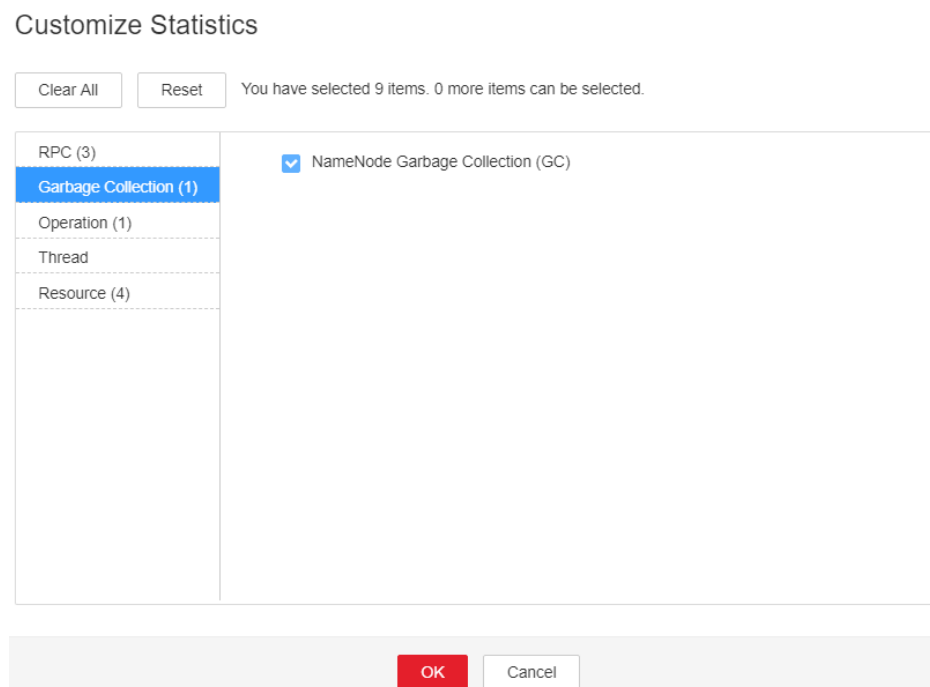 Customize Statistics
Clear All Reset You have selected 9 items. 0 more items can be selected.
RPC (3)
NameNode Garbage Collection (GC)
Garbage Collection (1)
Operation (1)
Thread
Resource (4)
OK Cancel